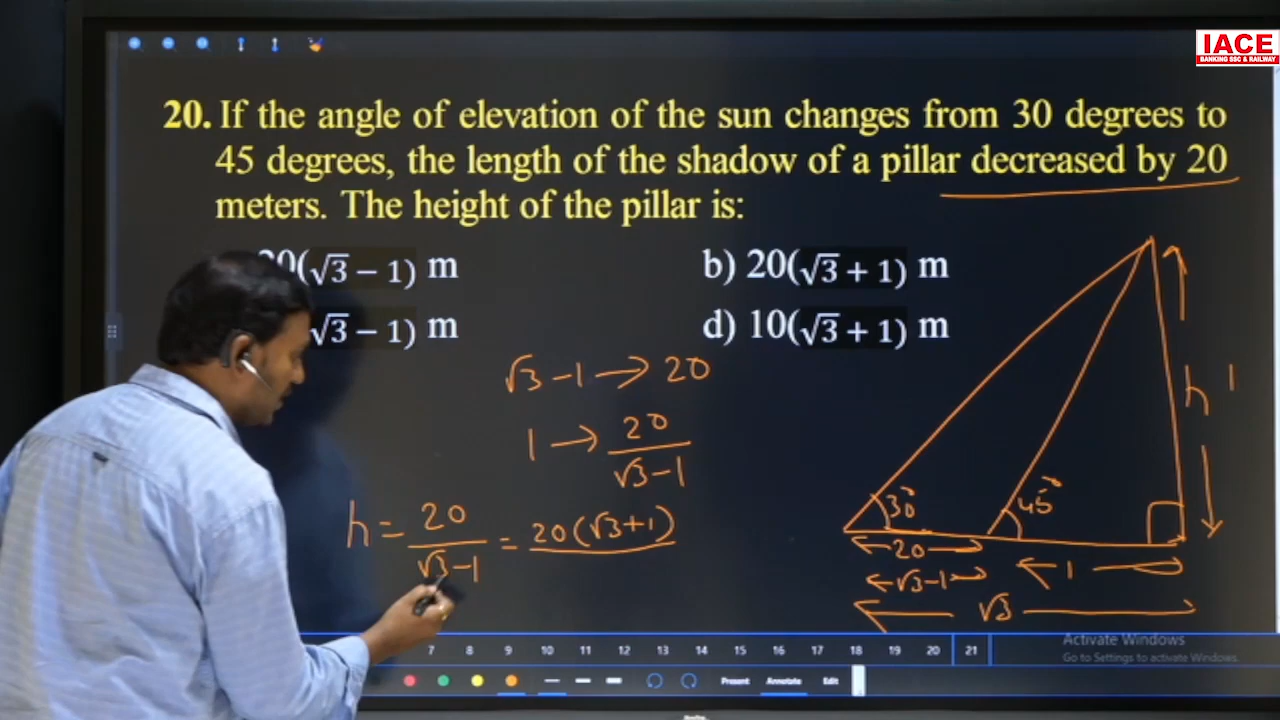 IACE
BANKING SSC & RAILWAY
20. If the angle of elevation of the sun changes from 30 degrees to
45 degrees, the length of the shadow of a pillar decreased by 20
meters. The height of the pillar is:
20(√3 − 1) m
b) 20(√3 + 1) m
√3 − 1) m
d) 10(√3 + 1) m
√3-1 → 20
1 → 20/(√3-1)
h = 20/(√3-1) = 20(√3+1)
h 1
30° 45°
20
√3-1 1
√3
Activate Windows
Go to Settings to activate Windows.
7 8 9 10 11 12 13 14 15 16 17 18 19 20 21
Present Annotate Edit